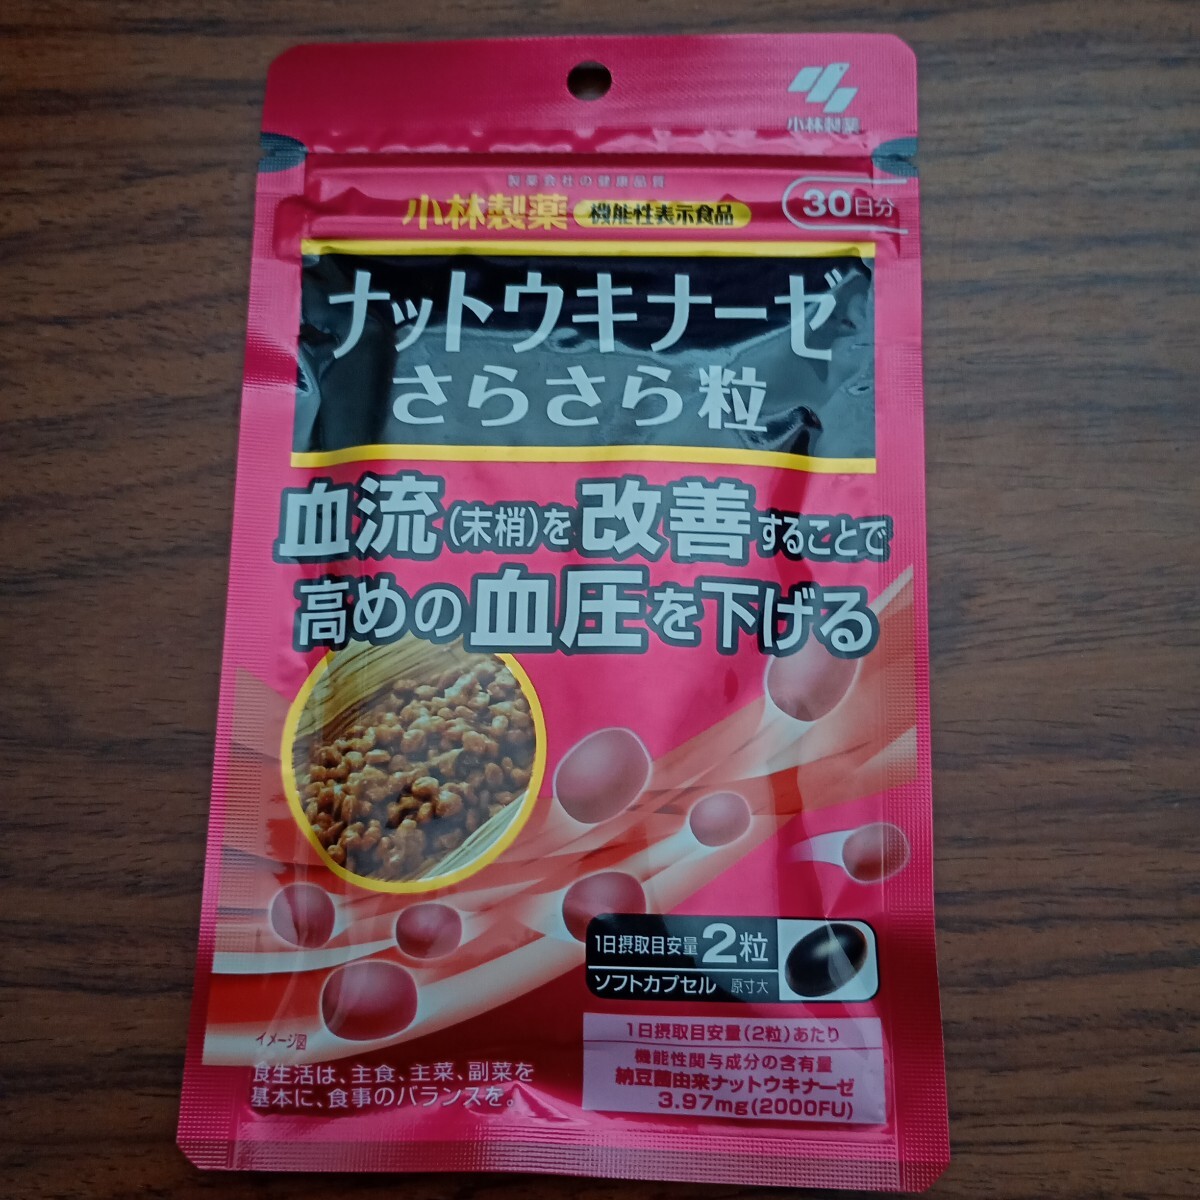 小林製薬
製薬会社の健康品質
小林製薬 機能性表示食品 30日分
ナットウキナーゼ
さらさら粒
血流(末梢)を改善することで
高めの血圧を下げる
1日摂取目安量 2粒
ソフトカプセル 原寸大
イメージ図
1日摂取目安量(2粒)あたり
機能性関与成分の含有量
納豆菌由来ナットウキナーゼ
3.97mg(2000FU)
食生活は、主食、主菜、副菜を
基本に、食事のバランスを。